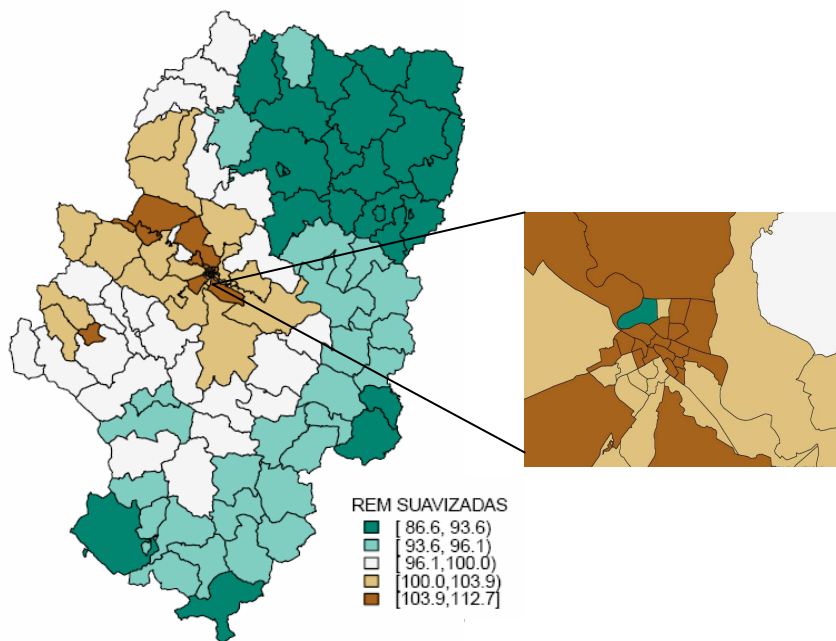 REM SUAVIZADAS
[ 86.6, 93.6)
[ 93.6, 96.1)
[ 96.1,100.0)
[100.0,103.9)
[103.9,112.7]